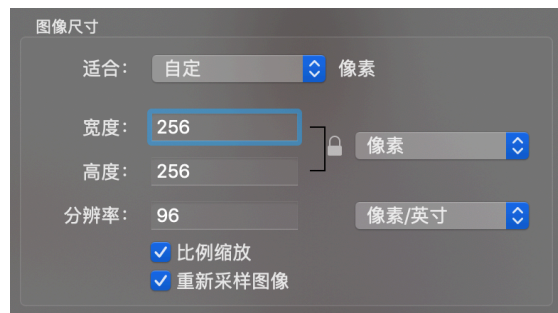 图像尺寸
适合： 自定 像素
宽度： 256
像素
高度： 256
分辨率： 96 像素/英寸
比例缩放
重新采样图像